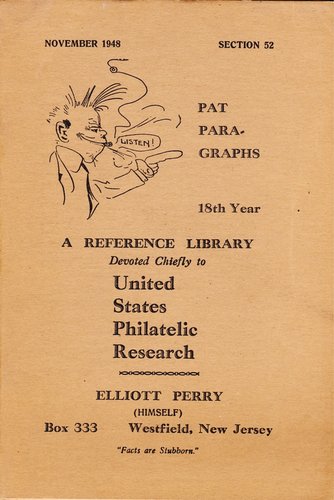 NOVEMBER 1948 SECTION 52
LISTEN!
PAT
PARA-
GRAPHS
18th Year
A REFERENCE LIBRARY
Devoted Chiefly to
United
States
Philatelic
Research
ELLIOTT PERRY
(HIMSELF)
Box 333 Westfield, New Jersey
"Facts are Stubborn."